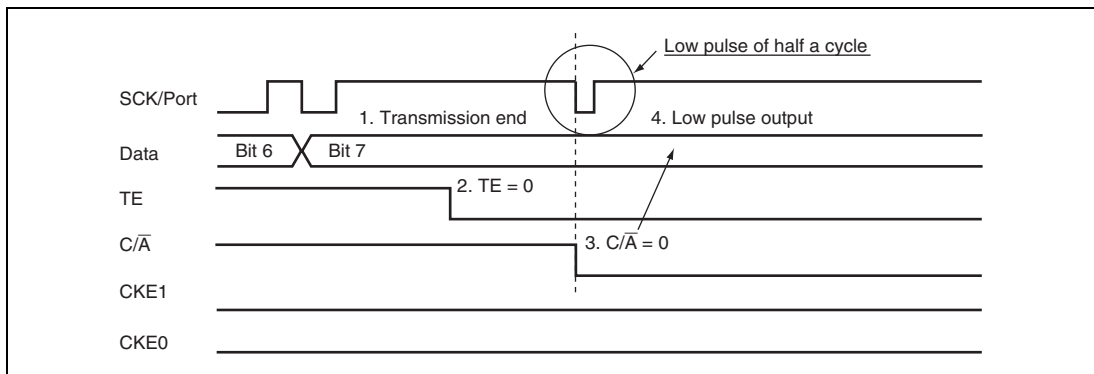 Low pulse of half a cycle
SCK/Port
1. Transmission end
4. Low pulse output
Data
Bit 6
Bit 7
TE
2. TE = 0
C/A̅
3. C/A̅ = 0
CKE1
CKE0